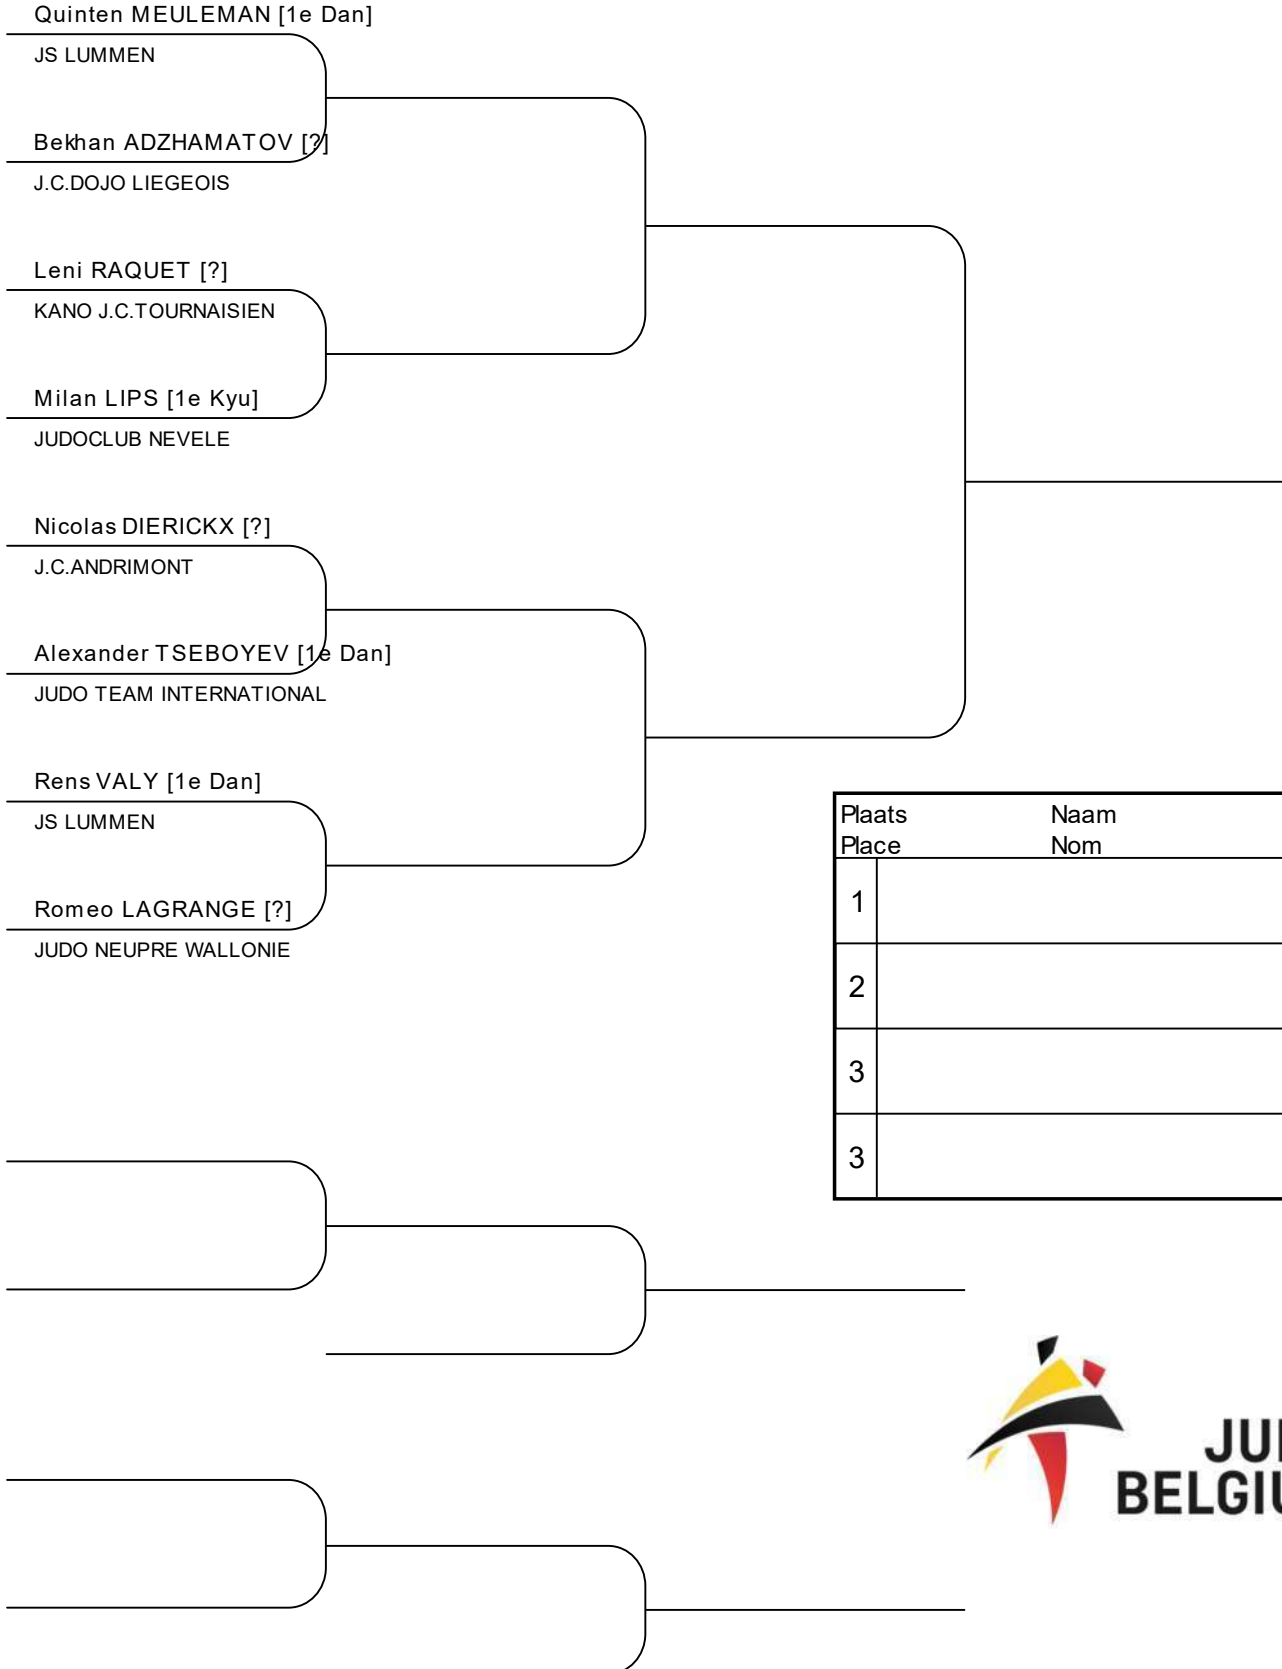 Quinten MEULEMAN [1e Dan]
JS LUMMEN
Bekhan ADZHAMATOV [?]
J.C.DOJO LIEGEOIS
Leni RAQUET [?]
KANO J.C.TOURNAISIEN
Milan LIPS [1e Kyu]
JUDOCLUB NEVELE
Nicolas DIERICKX [?]
J.C.ANDRIMONT
Alexander TSEBOYEV [1e Dan]
JUDO TEAM INTERNATIONAL
Rens VALY [1e Dan]
JS LUMMEN
Romeo LAGRANGE [?]
JUDO NEUPRE WALLONIE
Plaats Naam
Place Nom
1
2
3
3